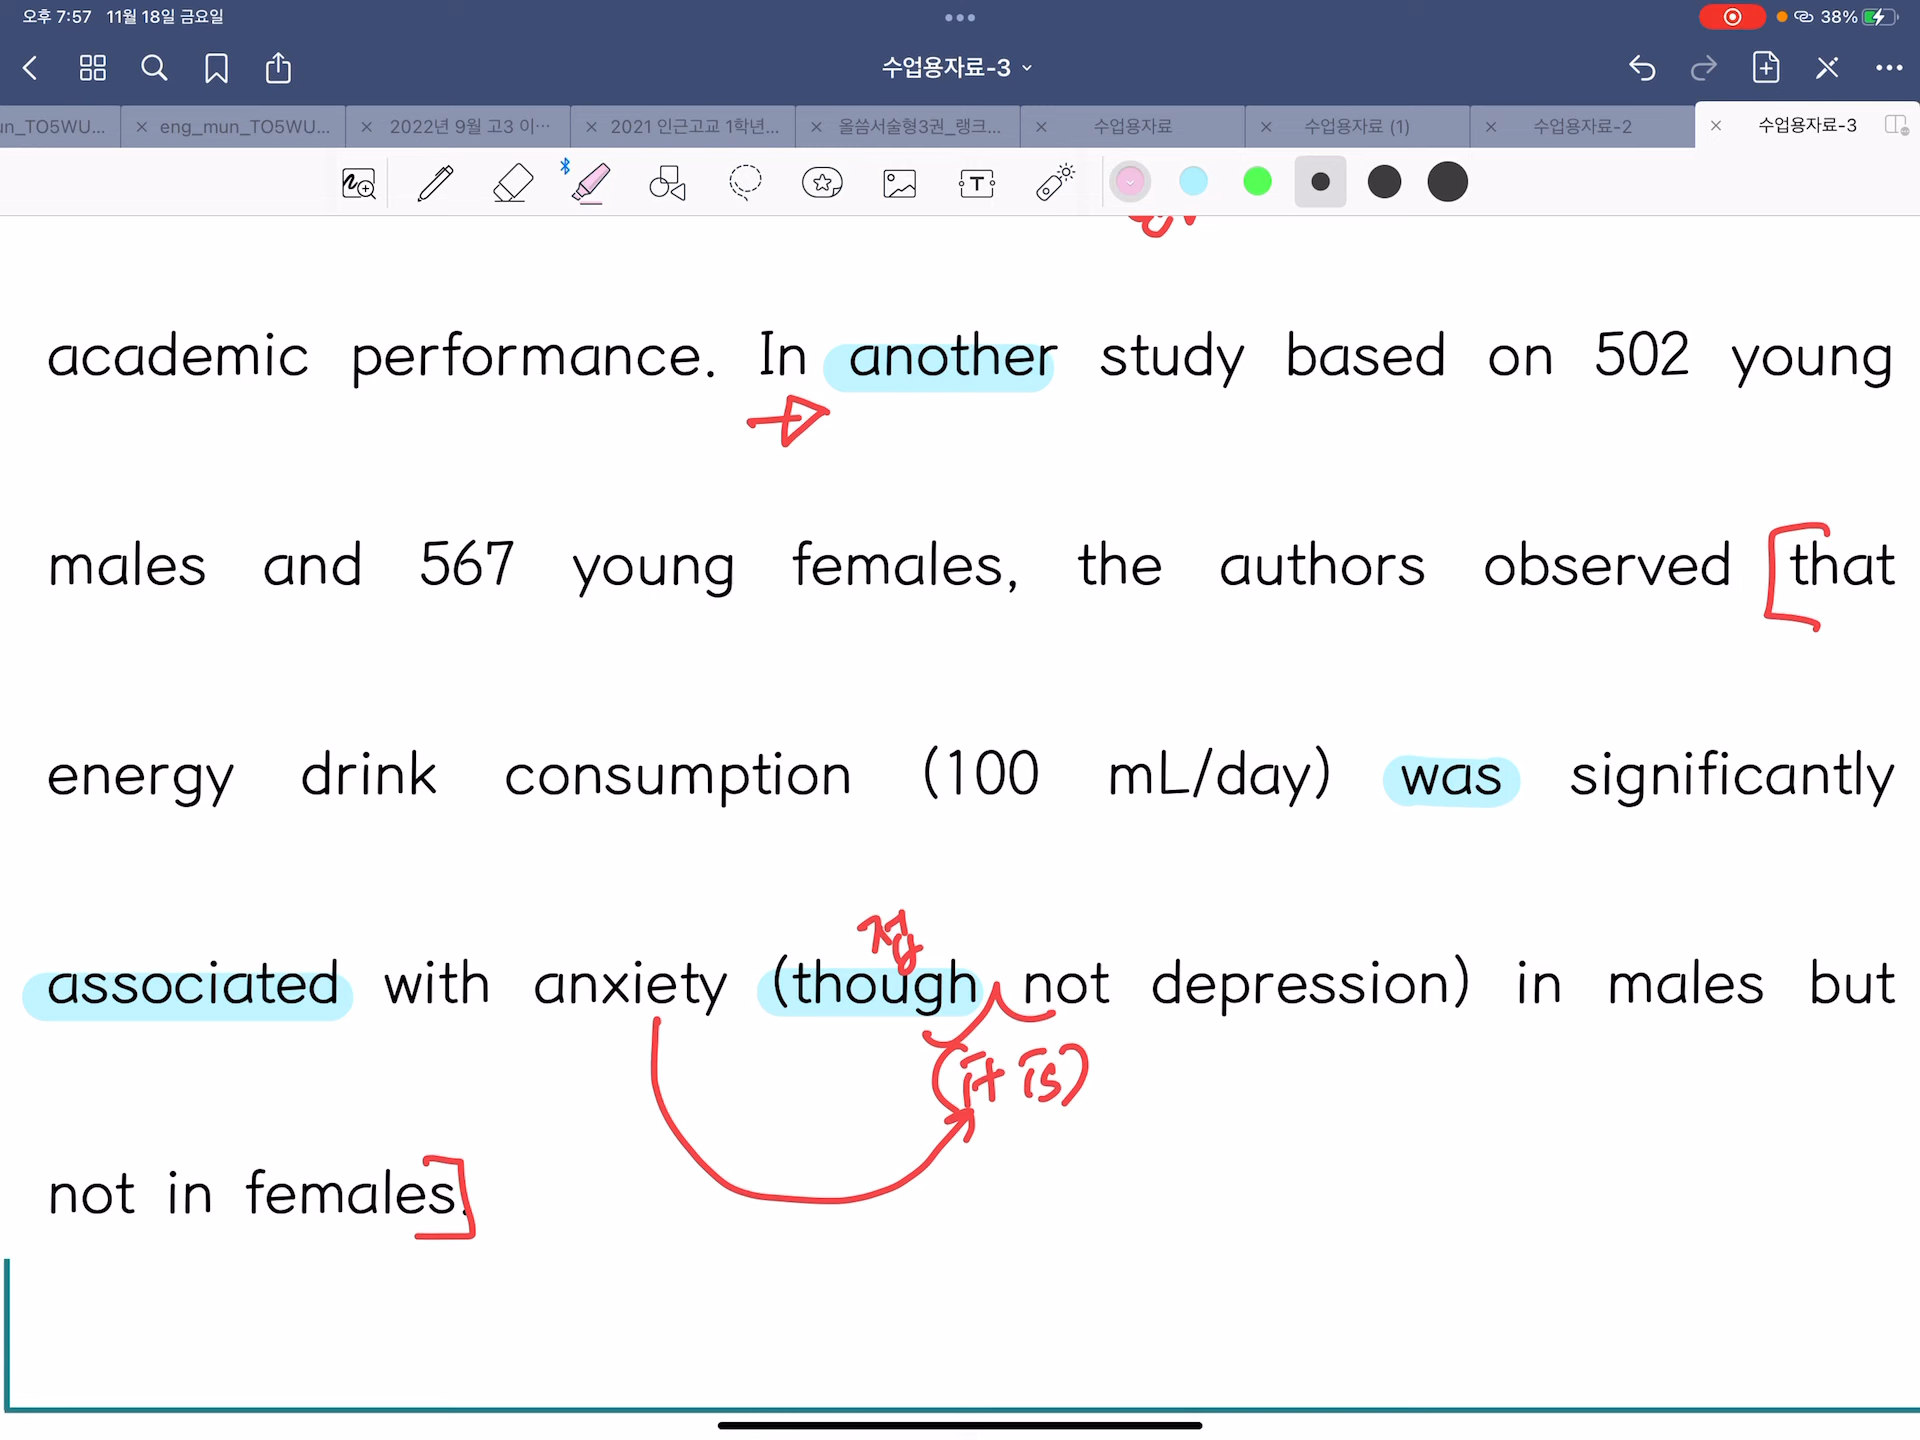 오후 7:57 11월 18일 금요일
38%
수업용자료-3
un_TO5WU...
eng_mun_TO5WU...
2022년 9월 고3 이...
2021 인근고교 1학년...
올씀서술형3권_랭크...
수업용자료
수업용자료 (1)
수업용자료-2
수업용자료-3
academic performance. In another study based on 502 young
males and 567 young females, the authors observed [that
energy drink consumption (100 mL/day) was significantly
접
associated with anxiety (though not depression) in males but
(it is)
not in females.]